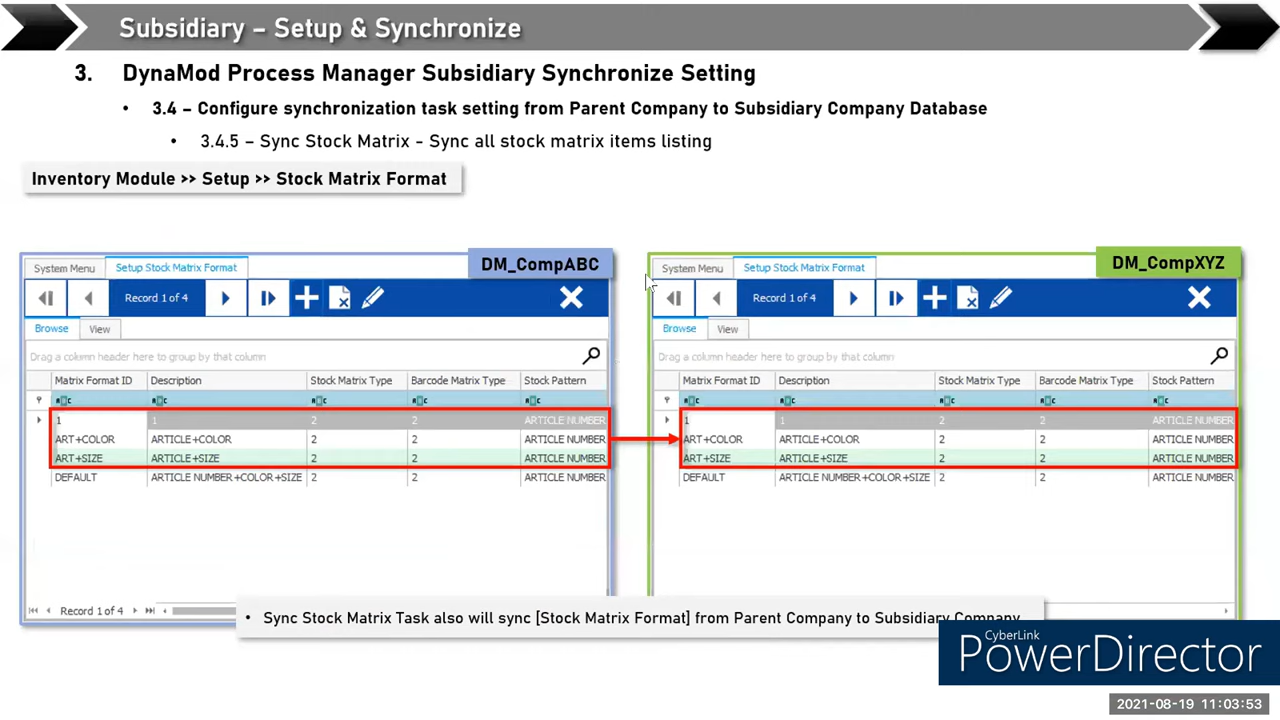 Subsidiary – Setup & Synchronize
3. DynaMod Process Manager Subsidiary Synchronize Setting
• 3.4 – Configure synchronization task setting from Parent Company to Subsidiary Company Database
• 3.4.5 – Sync Stock Matrix - Sync all stock matrix items listing
Inventory Module >> Setup >> Stock Matrix Format
DM_CompABC
System Menu Setup Stock Matrix Format
Record 1 of 4
Browse View
Drag a column header here to group by that column
Matrix Format ID Description Stock Matrix Type Barcode Matrix Type Stock Pattern
1 1 2 2 ARTICLE NUMBER
ART+COLOR ARTICLE+COLOR 2 2 ARTICLE NUMBER
ART+SIZE ARTICLE+SIZE 2 2 ARTICLE NUMBER
DEFAULT ARTICLE NUMBER+COLOR+SIZE 2 2 ARTICLE NUMBER
Record 1 of 4
DM_CompXYZ
System Menu Setup Stock Matrix Format
Record 1 of 4
Browse View
Drag a column header here to group by that column
Matrix Format ID Description Stock Matrix Type Barcode Matrix Type Stock Pattern
1 1 2 2 ARTICLE NUMBER
ART+COLOR ARTICLE+COLOR 2 2 ARTICLE NUMBER
ART+SIZE ARTICLE+SIZE 2 2 ARTICLE NUMBER
DEFAULT ARTICLE NUMBER+COLOR+SIZE 2 2 ARTICLE NUMBER
• Sync Stock Matrix Task also will sync [Stock Matrix Format] from Parent Company to Subsidiary Company
CyberLink
PowerDirector
2021-08-19 11:03:53